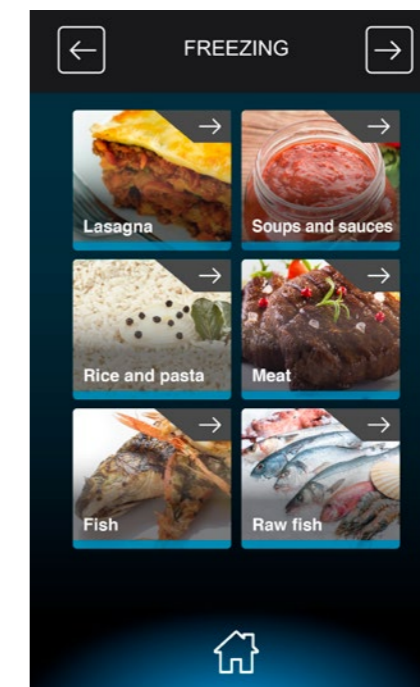 FREEZING
Lasagna
Soups and sauces
Rice and pasta
Meat
Fish
Raw fish